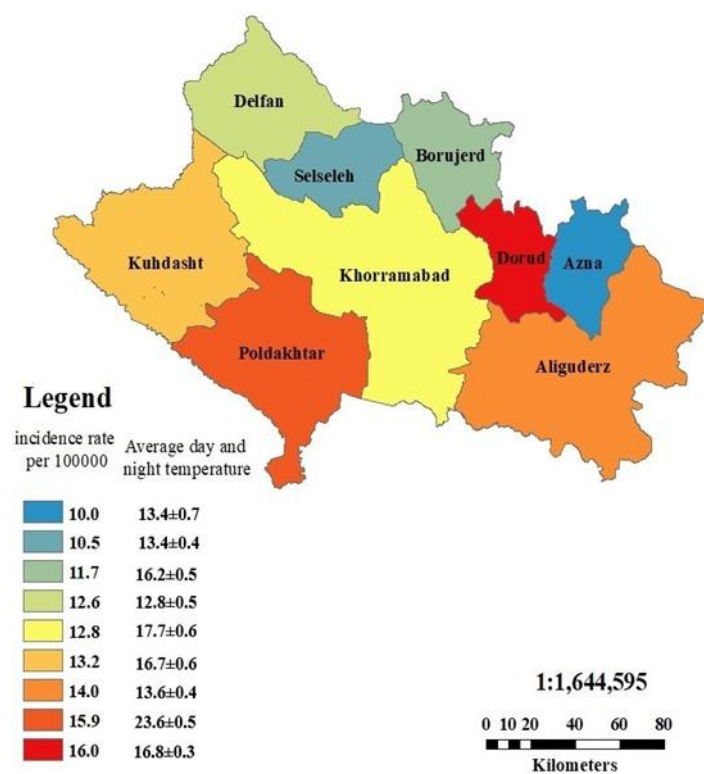 Delfan
Borujerd
Selseleh
Kuhdasht
Khorramabad
Dorud
Azna
Poldakhtar
Aliguderz
Legend
incidence rate
per 100000
Average day and
night temperature
10.0 13.4±0.7
10.5 13.4±0.4
11.7 16.2±0.5
12.6 12.8±0.5
12.8 17.7±0.6
13.2 16.7±0.6
14.0 13.6±0.4
15.9 23.6±0.5
16.0 16.8±0.3
1:1,644,595
0 10 20 40 60 80
Kilometers